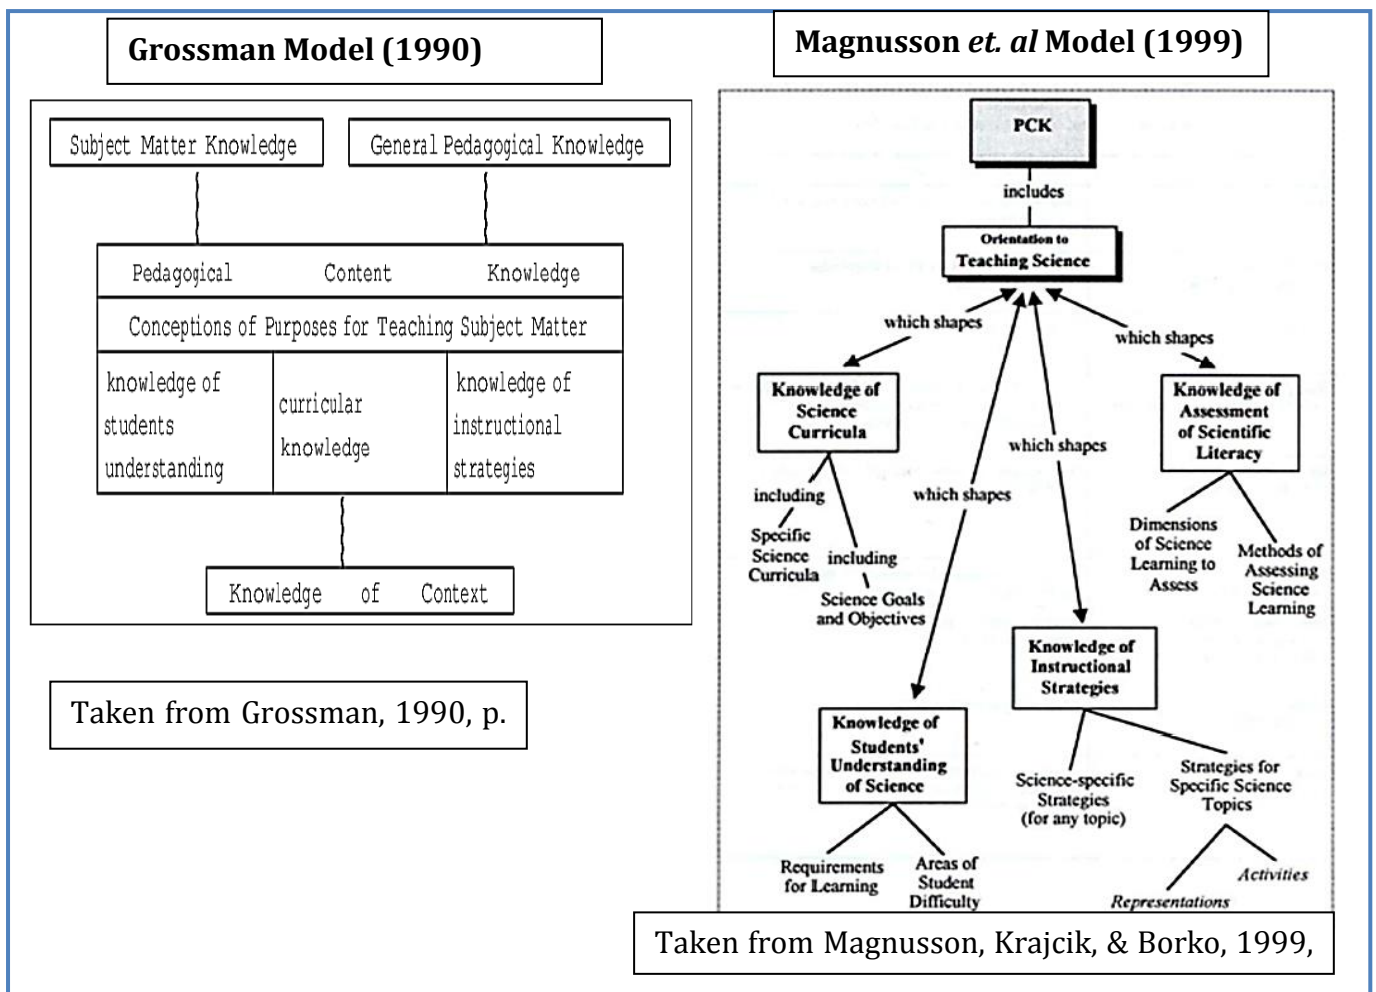 Grossman Model (1990)
Subject Matter Knowledge
General Pedagogical Knowledge
Pedagogical Content Knowledge
Conceptions of Purposes for Teaching Subject Matter
knowledge of
students
understanding
curricular
knowledge
knowledge of
instructional
strategies
Knowledge of Context
Taken from Grossman, 1990, p.
Magnusson et. al Model (1999)
PCK
includes
Orientation to
Teaching Science
which shapes
which shapes
which shapes
which shapes
Knowledge of
Science
Curricula
including
Specific
Science
Curricula
including
Science Goals
and Objectives
Knowledge of
Assessment
of Scientific
Literacy
Dimensions
of Science
Learning to
Assess
Methods of
Assessing
Science
Learning
Knowledge of
Students'
Understanding
of Science
Requirements
for Learning
Areas of
Student
Difficulty
Knowledge of
Instructional
Strategies
Science-specific
Strategies
(for any topic)
Strategies for
Specific Science
Topics
Representations
Activities
Taken from Magnusson, Krajcik, & Borko, 1999,